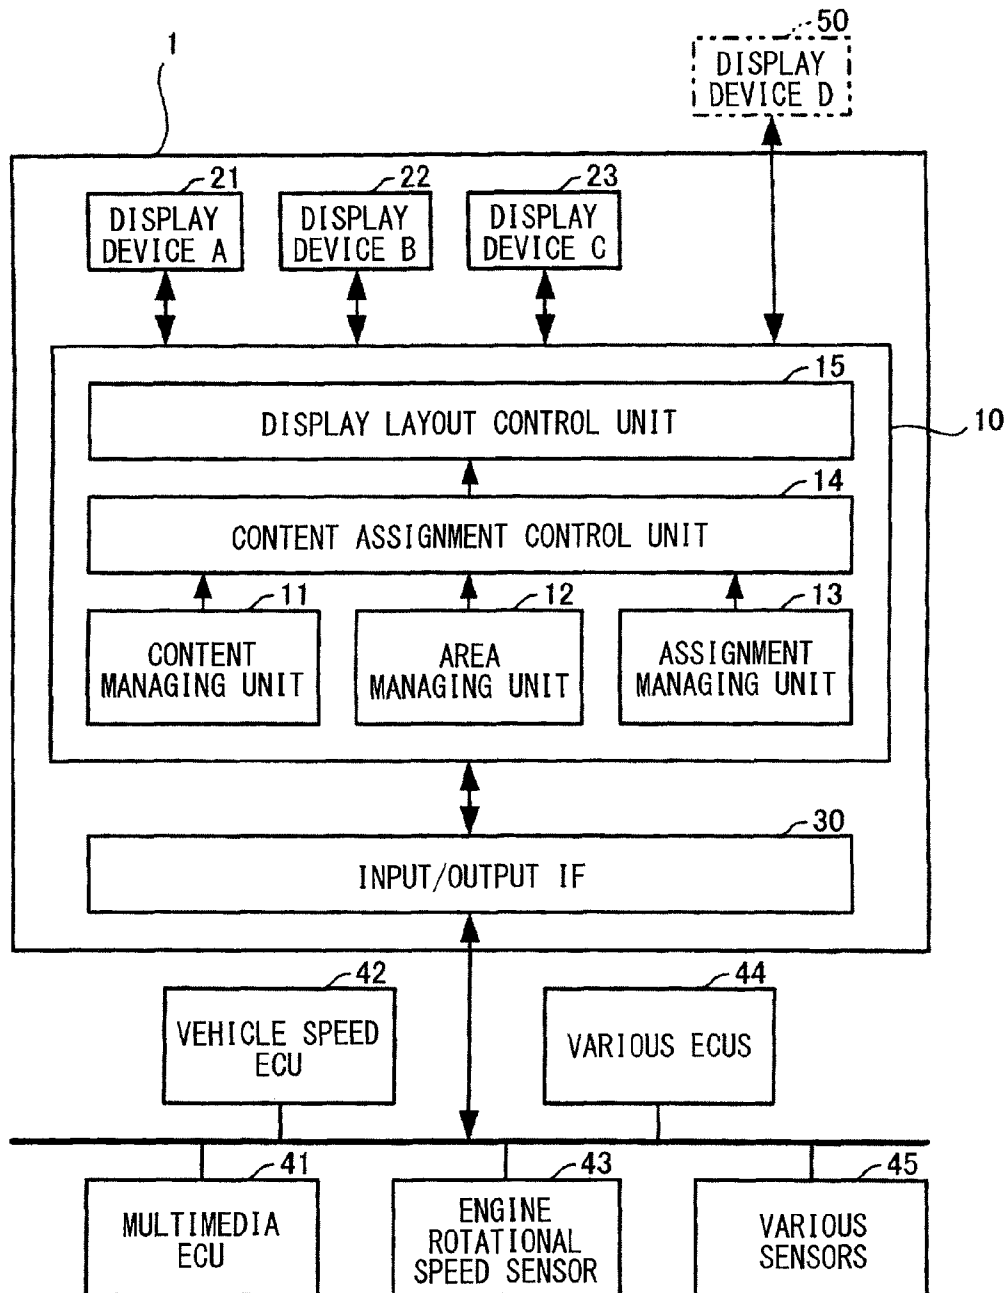 50
DISPLAY
DEVICE D
1
21
DISPLAY
DEVICE A
22
DISPLAY
DEVICE B
23
DISPLAY
DEVICE C
15
DISPLAY LAYOUT CONTROL UNIT
10
14
CONTENT ASSIGNMENT CONTROL UNIT
11
CONTENT
MANAGING UNIT
12
AREA
MANAGING UNIT
13
ASSIGNMENT
MANAGING UNIT
30
INPUT/OUTPUT IF
42
VEHICLE SPEED
ECU
44
VARIOUS ECUS
41
MULTIMEDIA
ECU
43
ENGINE
ROTATIONAL
SPEED SENSOR
45
VARIOUS
SENSORS